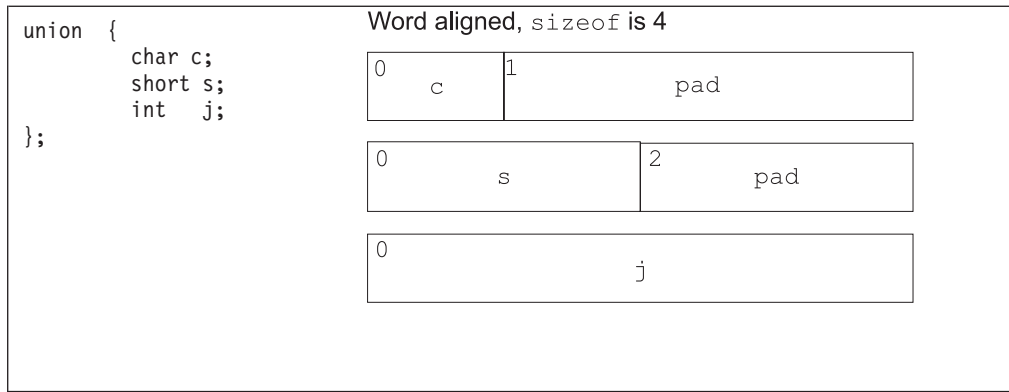 union  {
        char c;
        short s;
        int   j;
};
Word aligned, sizeof is 4
0 c 1 pad
0 s 2 pad
0 j